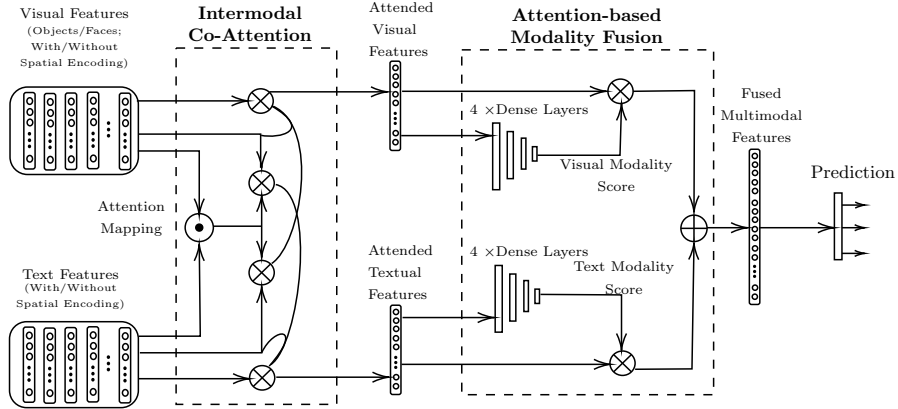 Visual Features
(Objects/Faces;
With/Without
Spatial Encoding)
Intermodal
Co-Attention
Attended
Visual
Features
Attention-based
Modality Fusion
4 ×Dense Layers
Visual Modality
Score
Fused
Multimodal
Features
Prediction
Attention
Mapping
Text Features
(With/Without
Spatial Encoding)
Attended
Textual
Features
4 ×Dense Layers
Text Modality
Score